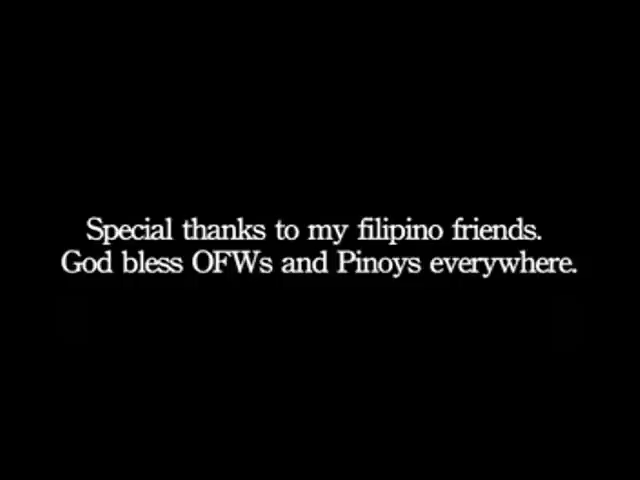 Special thanks to my filipino friends.
God bless OFWs and Pinoys everywhere.